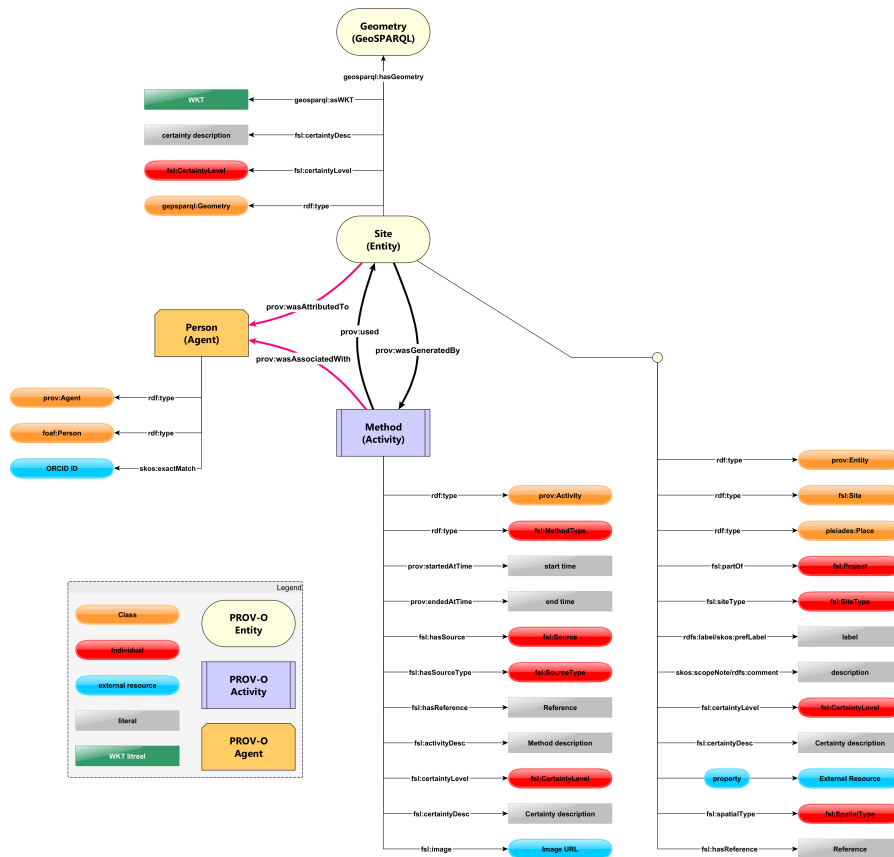 Geometry
(GeoSPARQL)
geosparql:hasGeometry
WKT
geosparql:asWKT
certainty description
fsl:certaintyDesc
fsl:CertaintyLevel
fsl:certaintyLevel
gepsparql:Geometry
rdf:type
Site
(Entity)
prov:wasAttributedTo
prov:used
prov:wasGeneratedBy
Person
(Agent)
prov:wasAssociatedWith
prov:Agent
rdf:type
foaf:Person
rdf:type
ORCID ID
skos:exactMatch
Method
(Activity)
rdf:type
prov:Activity
rdf:type
fsl:MethodType
prov:startedAtTime
start time
prov:endedAtTime
end time
fsl:hasSource
fsl:Source
fsl:hasSourceType
fsl:SourceType
fsl:hasReference
Reference
fsl:activityDesc
Method description
fsl:certaintyLevel
fsl:CertaintyLevel
fsl:certaintyDesc
Certainty description
fsl:image
Image URL
rdf:type
prov:Entity
rdf:type
fsl:Site
rdf:type
pleiades:Place
fsl:partOf
fsl:Project
fsl:siteType
fsl:SiteType
rdfs:label/skos:prefLabel
label
skos:scopeNote/rdfs:comment
description
fsl:certaintyLevel
fsl:CertaintyLevel
fsl:certaintyDesc
Certainty description
property
External Resource
fsl:spatialType
fsl:SpatialType
fsl:hasReference
Reference
Legend
Class
Individual
external resource
literal
WKT litreal
PROV-O
Entity
PROV-O
Activity
PROV-O
Agent